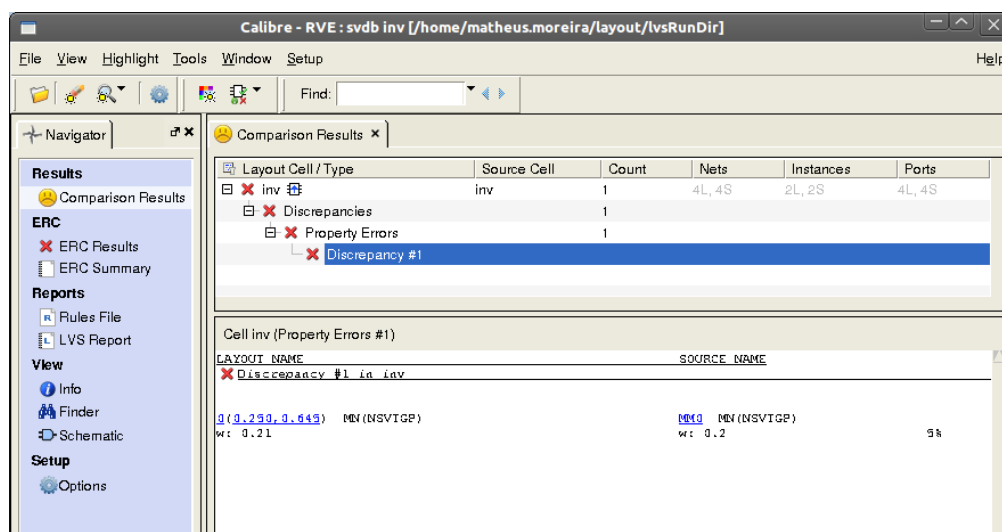 Calibre - RVE : svdb inv [/home/matheus.moreira/layout/lvsRunDir]
File View Highlight Tools Window Setup Help
Find:
Navigator
Comparison Results
Results
Comparison Results
ERC
ERC Results
ERC Summary
Reports
Rules File
LVS Report
View
Info
Finder
Schematic
Setup
Options
Layout Cell / Type Source Cell Count Nets Instances Ports
inv inv 1 4L, 4S 2L, 2S 4L, 4S
Discrepancies 1
Property Errors 1
Discrepancy #1
Cell inv (Property Errors #1)
LAYOUT NAME SOURCE NAME
Discrepancy #1 in inv
0(0.290,0.645) MN(NSVTGP) MM0 MN(NSVTGP)
w: 0.21 w: 0.2 5%